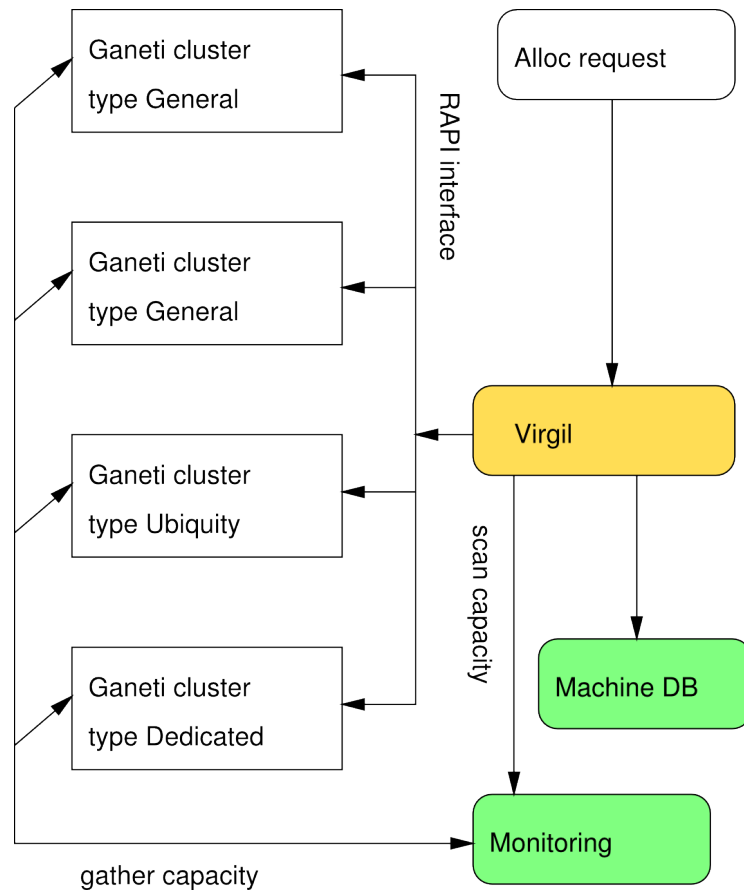 Ganeti cluster
type General
Alloc request
RAPI interface
Ganeti cluster
type General
Virgil
Ganeti cluster
type Ubiquity
scan capacity
Machine DB
Ganeti cluster
type Dedicated
Monitoring
gather capacity